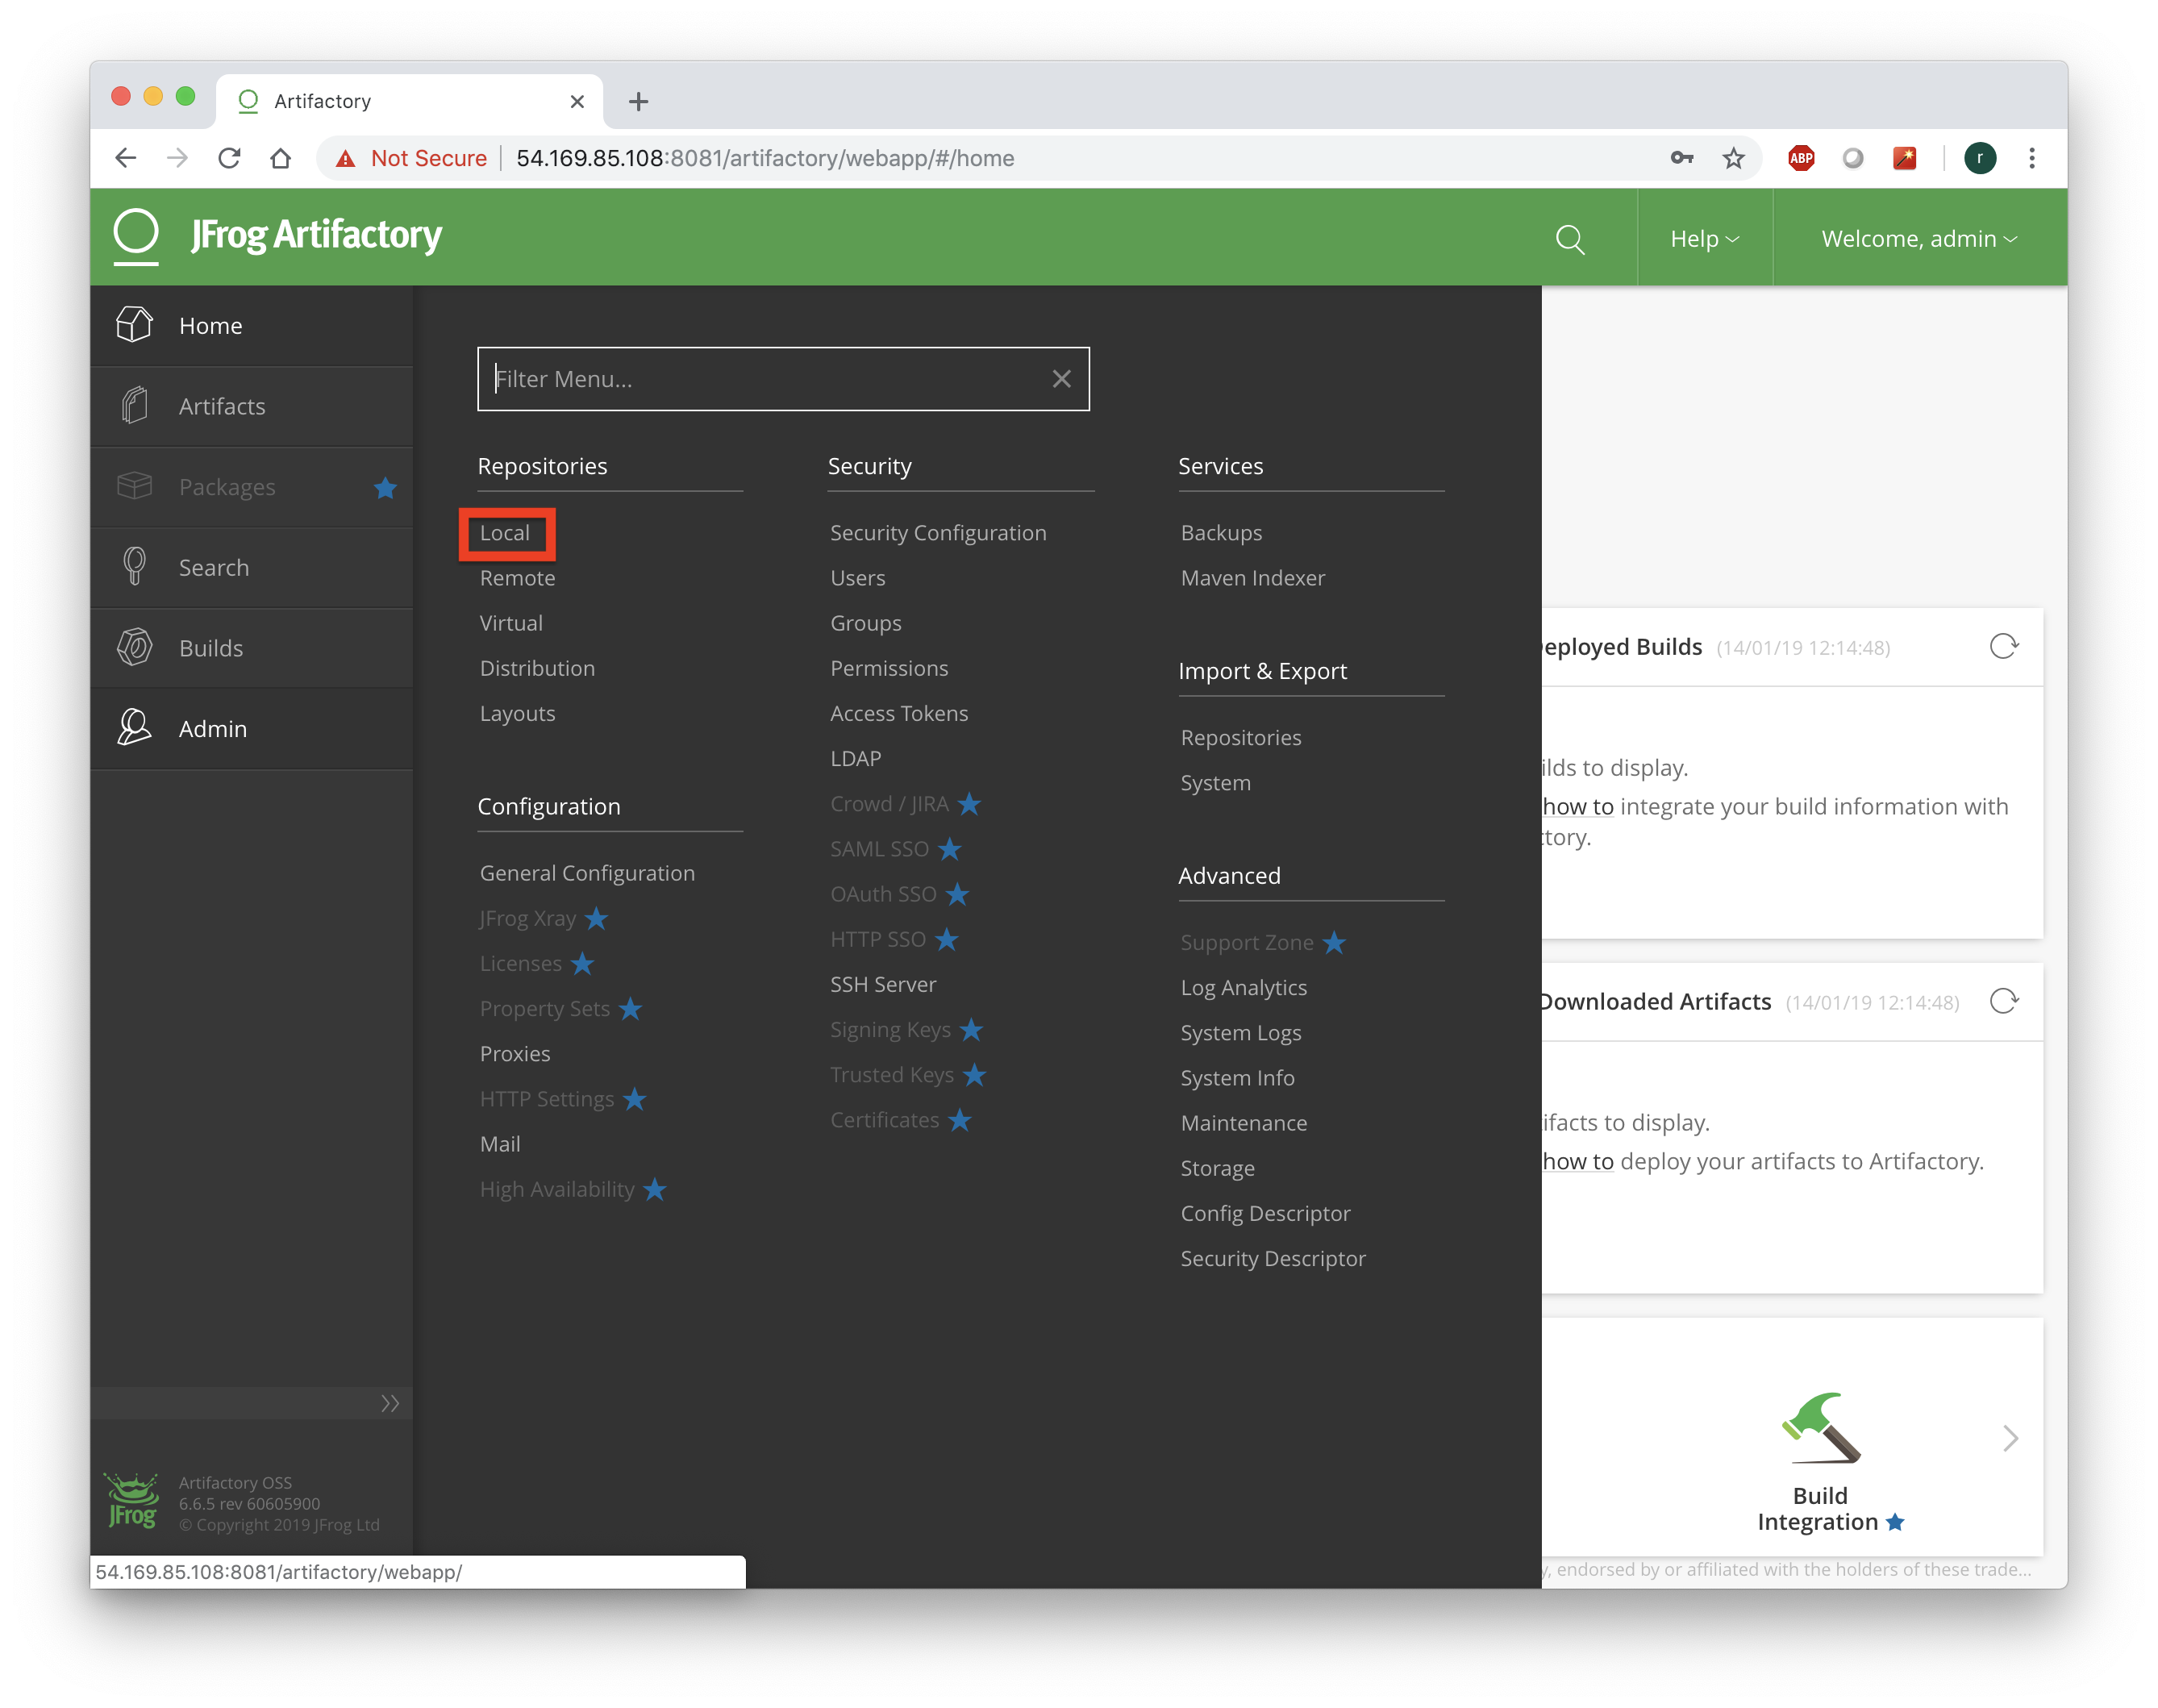 Artifactory
Not Secure
54.169.85.108:8081/artifactory/webapp/#/home
ABP
r
JFrog Artifactory
Help
Welcome, admin
Home
Artifacts
Packages
Search
Builds
Admin
Filter Menu...
Repositories
Local
Remote
Virtual
Distribution
Layouts
Configuration
General Configuration
JFrog Xray
Licenses
Property Sets
Proxies
HTTP Settings
Mail
High Availability
Security
Security Configuration
Users
Groups
Permissions
Access Tokens
LDAP
Crowd / JIRA
SAML SSO
OAuth SSO
HTTP SSO
SSH Server
Signing Keys
Trusted Keys
Certificates
Services
Backups
Maven Indexer
Import & Export
Repositories
System
Advanced
Support Zone
Log Analytics
System Logs
System Info
Maintenance
Storage
Config Descriptor
Security Descriptor
eployed Builds (14/01/19 12:14:48)
ilds to display.
how to integrate your build information with
ctory.
Downloaded Artifacts (14/01/19 12:14:48)
ifacts to display.
how to deploy your artifacts to Artifactory.
Build
Integration
y, endorsed by or affiliated with the holders of these trade...
JFrog
Artifactory OSS
6.6.5 rev 60605900
© Copyright 2019 JFrog Ltd
54.169.85.108:8081/artifactory/webapp/